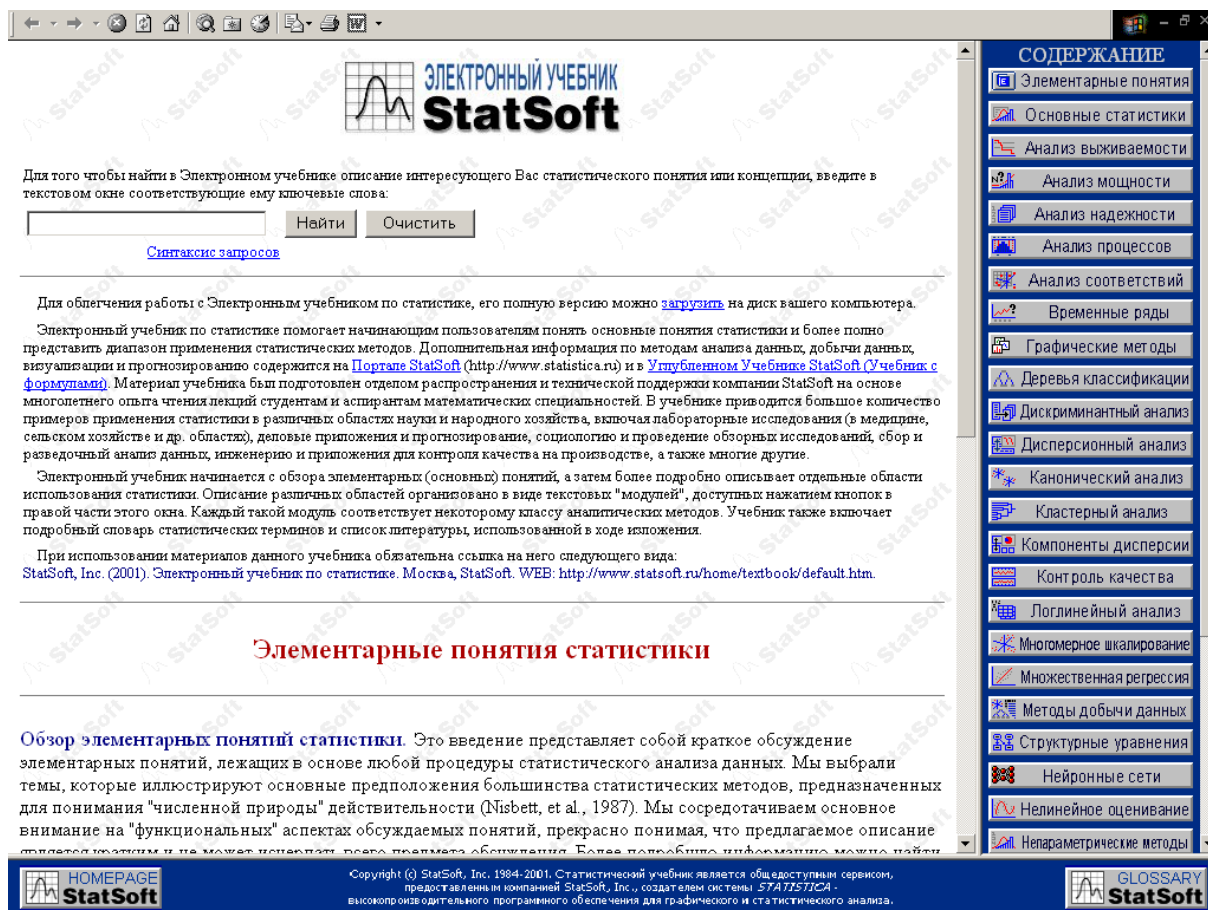 ЭЛЕКТРОННЫЙ УЧЕБНИК
StatSoft
Для того чтобы найти в Электронном учебнике описание интересующего Вас статистического понятия или концепции, введите в
текстовом окне соответствующие ему ключевые слова:
Найти
Очистить
Синтаксис запросов
Для облегчения работы с Электронным учебником по статистике, его полную версию можно загрузить на диск вашего компьютера.
Электронный учебник по статистике помогает начинающим пользователям понять основные понятия статистики и более полно
представить диапазон применения статистических методов. Дополнительная информация по методам анализа данных, добычи данных,
визуализации и прогнозированию содержится на Портале StatSoft (http://www.statistica.ru) и в Углубленном Учебнике StatSoft (Учебник с
формулами). Материал учебника был подготовлен отделом распространения и технической поддержки компании StatSoft на основе
многолетнего опыта чтения лекций студентам и аспирантам математических специальностей. В учебнике приводится большое количество
примеров применения статистики в различных областях науки и народного хозяйства, включая лабораторные исследования (в медицине,
сельском хозяйстве и др. областях), деловые приложения и прогнозирование, социологию и проведение обзорных исследований, сбор и
разведочный анализ данных, инженерию и приложения для контроля качества на производстве, а также многие другие.
Электронный учебник начинается с обзора элементарных (основных) понятий, а затем более подробно описывает отдельные области
использования статистики. Описание различных областей организовано в виде текстовых "модулей", доступных нажатием кнопок в
правой части этого окна. Каждый такой модуль соответствует некоторому классу аналитических методов. Учебник также включает
подробный словарь статистических терминов и список литературы, использованной в ходе изложения.
При использовании материалов данного учебника обязательна ссылка на него следующего вида:
StatSoft, Inc. (2001). Электронный учебник по статистике. Москва, StatSoft. WEB: http://www.statsoft.ru/home/textbook/default.htm.
Элементарные понятия статистики
Обзор элементарных понятий статистики. Это введение представляет собой краткое обсуждение
элементарных понятий, лежащих в основе любой процедуры статистического анализа данных. Мы выбрали
темы, которые иллюстрируют основные предположения большинства статистических методов, предназначенных
для понимания "численной природы" действительности (Nisbett, et al., 1987). Мы сосредотачиваем основное
внимание на "функциональных" аспектах обсуждаемых понятий, прекрасно понимая, что предлагаемое описание
является кратким и не может исчерпать всего предмета обсуждения. Более подробную информацию можно найти
СОДЕРЖАНИЕ
Элементарные понятия
Основные статистики
Анализ выживаемости
Анализ мощности
Анализ надежности
Анализ процессов
Анализ соответствий
Временные ряды
Графические методы
Деревья классификации
Дискриминантный анализ
Дисперсионный анализ
Канонический анализ
Кластерный анализ
Компоненты дисперсии
Контроль качества
Логлинейный анализ
Многомерное шкалирование
Множественная регрессия
Методы добычи данных
Структурные уравнения
Нейронные сети
Нелинейное оценивание
Непараметрические методы
HOMEPAGE
StatSoft
Copyright (c) StatSoft, Inc. 1984-2001. Статистический учебник является общедоступным сервисом,
предоставленным компанией StatSoft, Inc., создателем системы STATISTICA -
высокопроизводительного программного обеспечения для графического и статистического анализа.
GLOSSARY
StatSoft